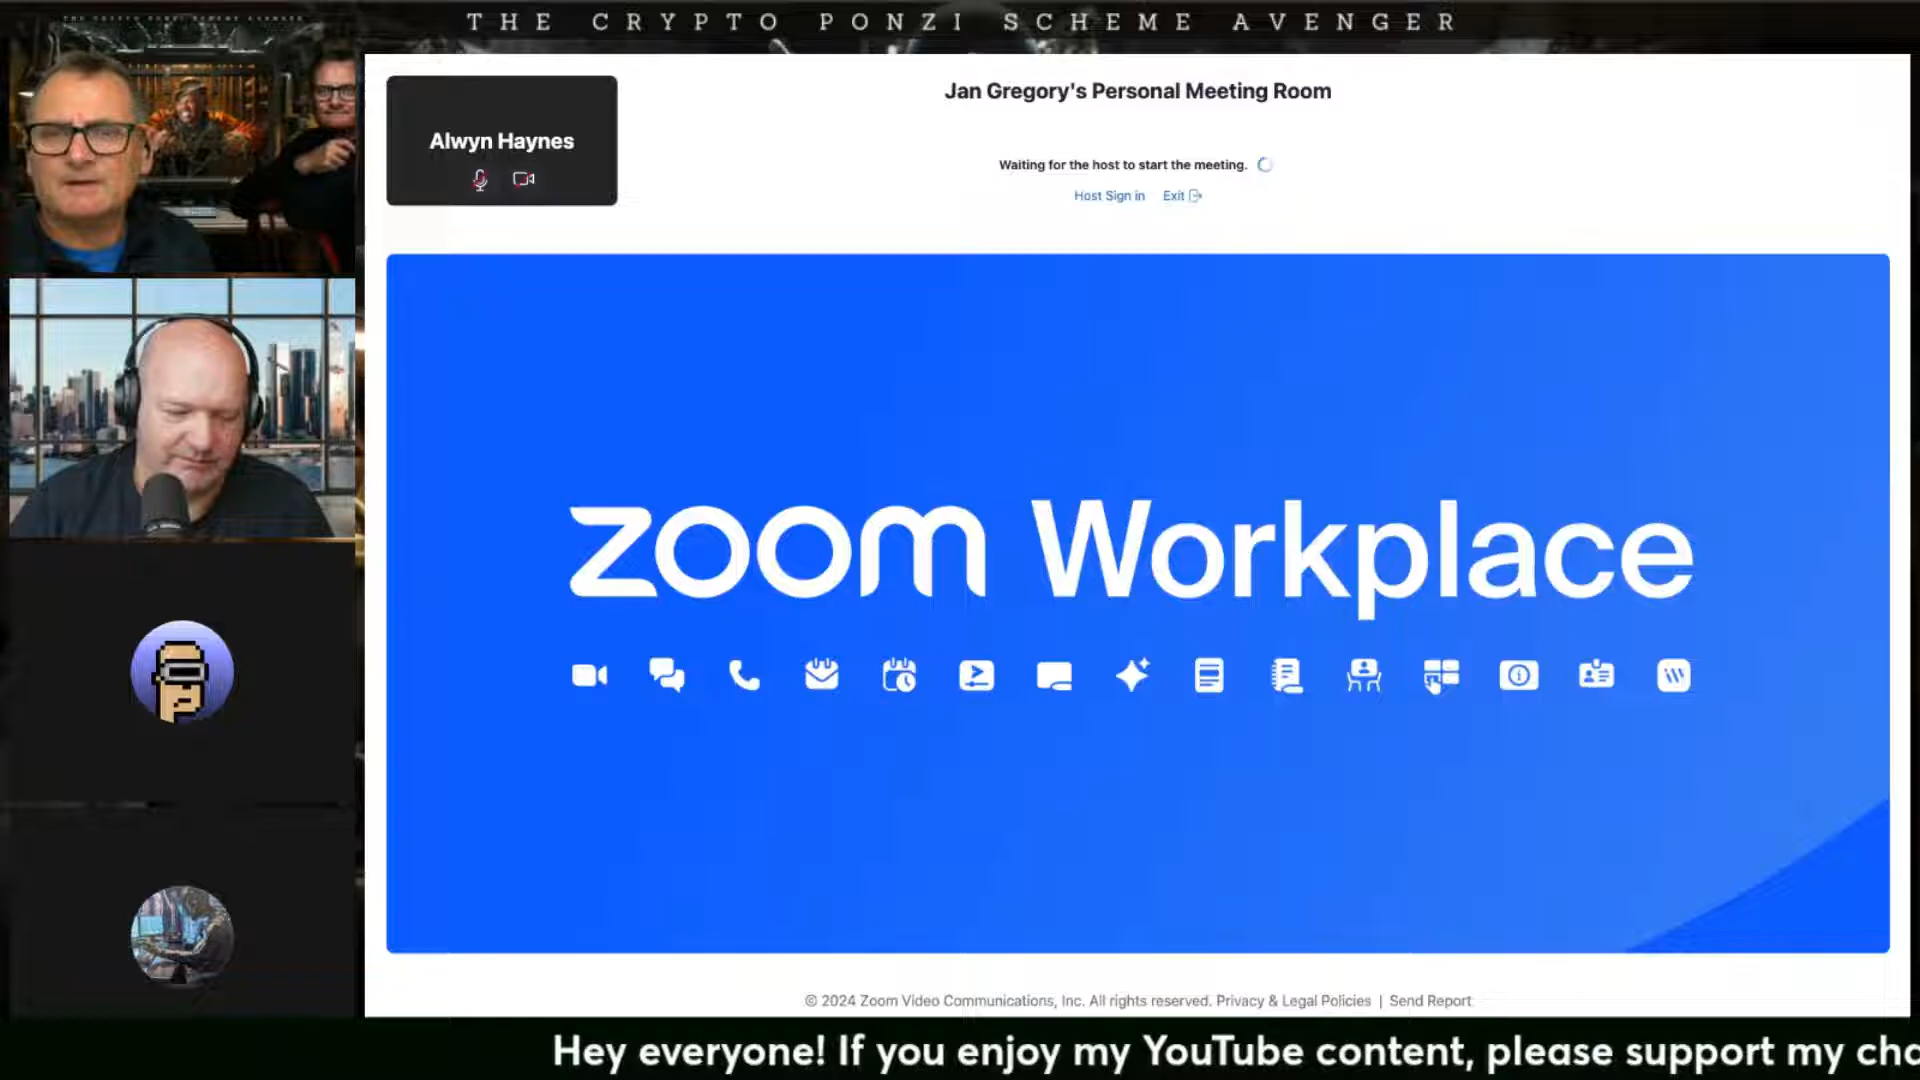 THE CRYPTO PONZI SCHEME AVENGER
Jan Gregory's Personal Meeting Room
Alwyn Haynes
Waiting for the host to start the meeting.
Host Sign in Exit
zoom Workplace
© 2024 Zoom Video Communications, Inc. All rights reserved. Privacy & Legal Policies | Send Report
Hey everyone! If you enjoy my YouTube content, please support my cha